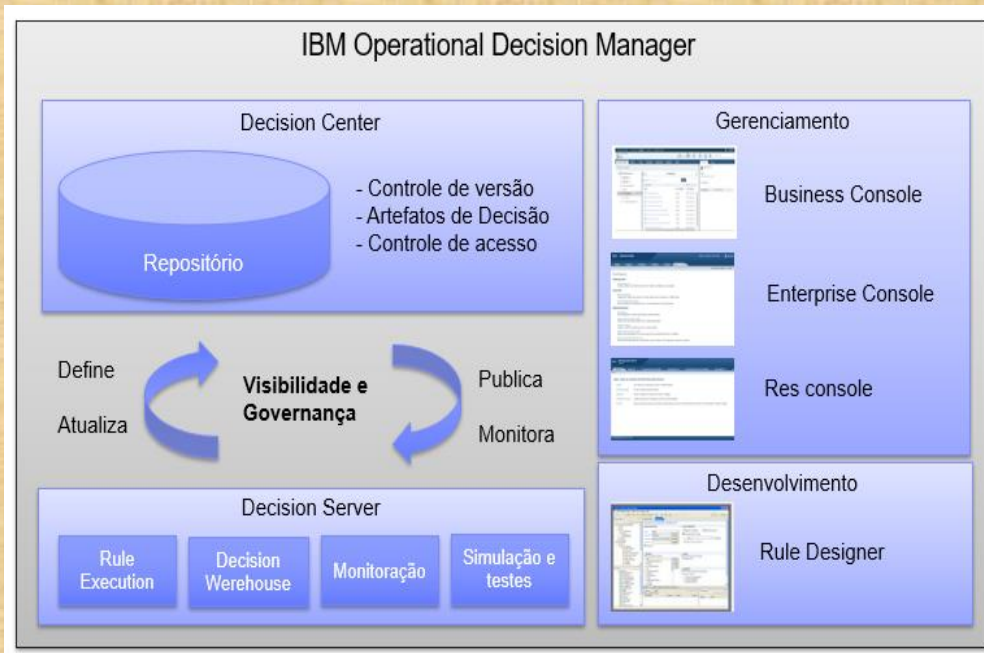 IBM Operational Decision Manager
Decision Center
Repositório
- Controle de versão
- Artefatos de Decisão
- Controle de acesso
Define
Atualiza
Visibilidade e
Governança
Publica
Monitora
Decision Server
Rule
Execution
Decision
Werehouse
Monitoração
Simulação e
testes
Gerenciamento
Business Console
Enterprise Console
Res console
Desenvolvimento
Rule Designer